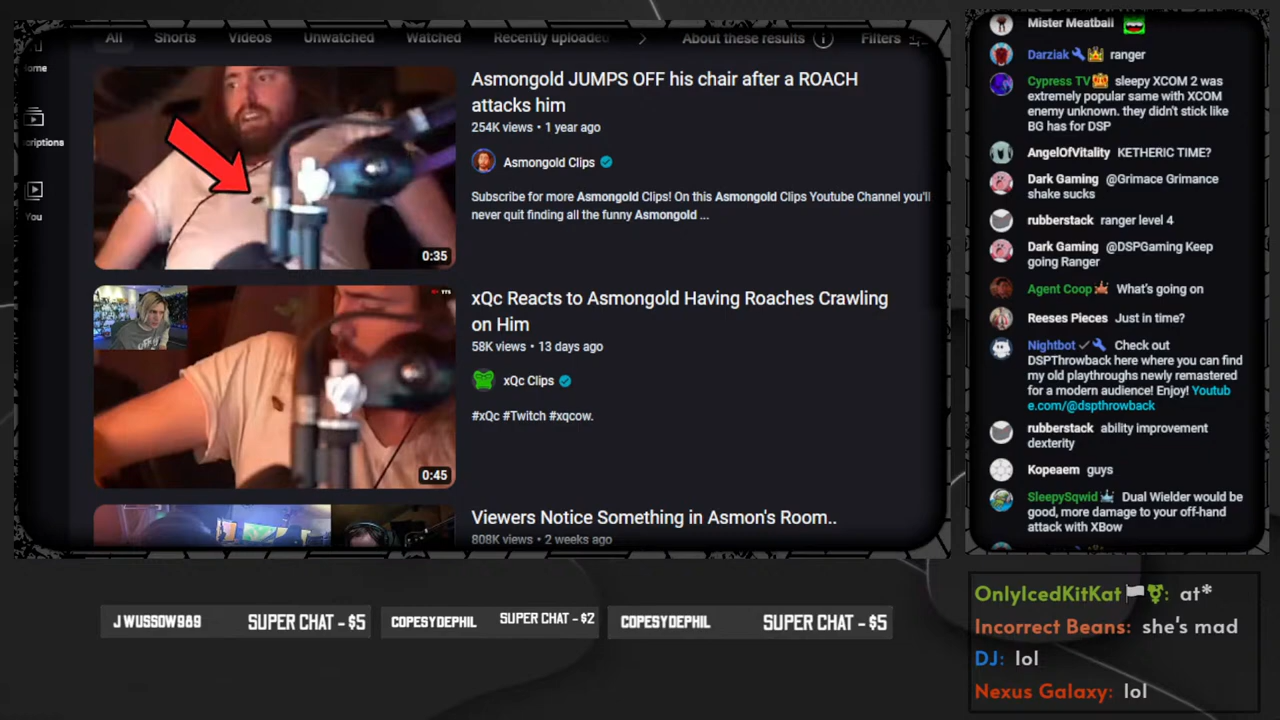 All
Shorts
Videos
Unwatched
Watched
Recently uploaded
About these results
Filters
ome
criptions
You
Asmongold JUMPS OFF his chair after a ROACH
attacks him
254K views • 1 year ago
Asmongold Clips
Subscribe for more Asmongold Clips! On this Asmongold Clips Youtube Channel you'll
never quit finding all the funny Asmongold ...
0:35
xQc Reacts to Asmongold Having Roaches Crawling
on Him
58K views • 13 days ago
xQc Clips
#xQc #Twitch #xqcow.
0:45
Viewers Notice Something in Asmon's Room..
808K views • 2 weeks ago
J WUSSOW989 SUPER CHAT - $5
COPESYDEPHIL SUPER CHAT - $2
COPESYDEPHIL SUPER CHAT - $5
Mister Meatball
Darziak ranger
Cypress TV sleepy XCOM 2 was
extremely popular same with XCOM
enemy unknown. they didn't stick like
BG has for DSP
AngelOfVitality KETHERIC TIME?
Dark Gaming @Grimace Grimance
shake sucks
rubberstack ranger level 4
Dark Gaming @DSPGaming Keep
going Ranger
Agent Coop What's going on
Reeses Pieces Just in time?
Nightbot Check out
DSPThrowback here where you can find
my old playthroughs newly remastered
for a modern audience! Enjoy! Youtub
e.com/@dspthrowback
rubberstack ability improvement
dexterity
Kopeaem guys
SleepySqwid Dual Wielder would be
good, more damage to your off-hand
attack with XBow
OnlyIcedKitKat : at*
Incorrect Beans: she's mad
DJ: lol
Nexus Galaxy: lol